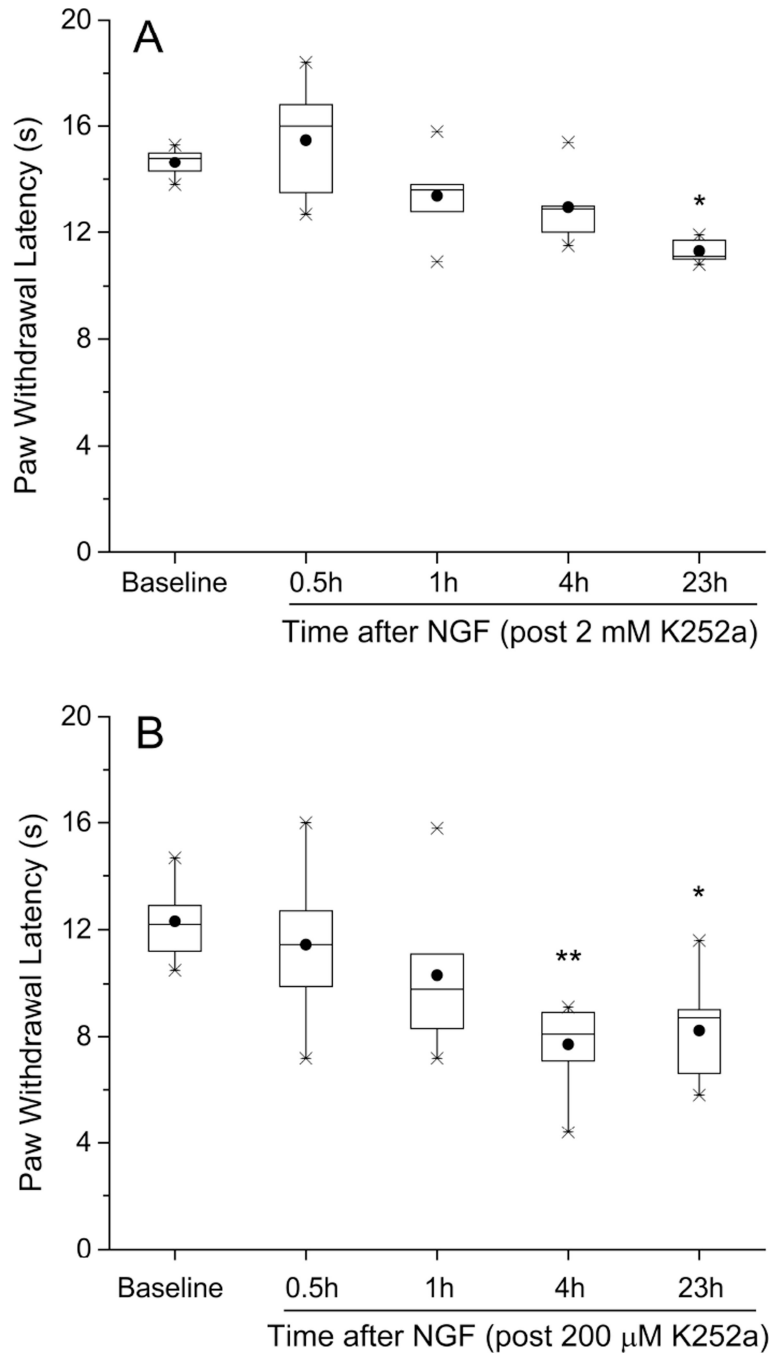 A
20
16
12
8
4
0
Paw Withdrawal Latency (s)
*
Baseline 0.5h 1h 4h 23h
Time after NGF (post 2 mM K252a)
B
20
16
12
8
4
0
Paw Withdrawal Latency (s)
**
*
Baseline 0.5h 1h 4h 23h
Time after NGF (post 200 μM K252a)